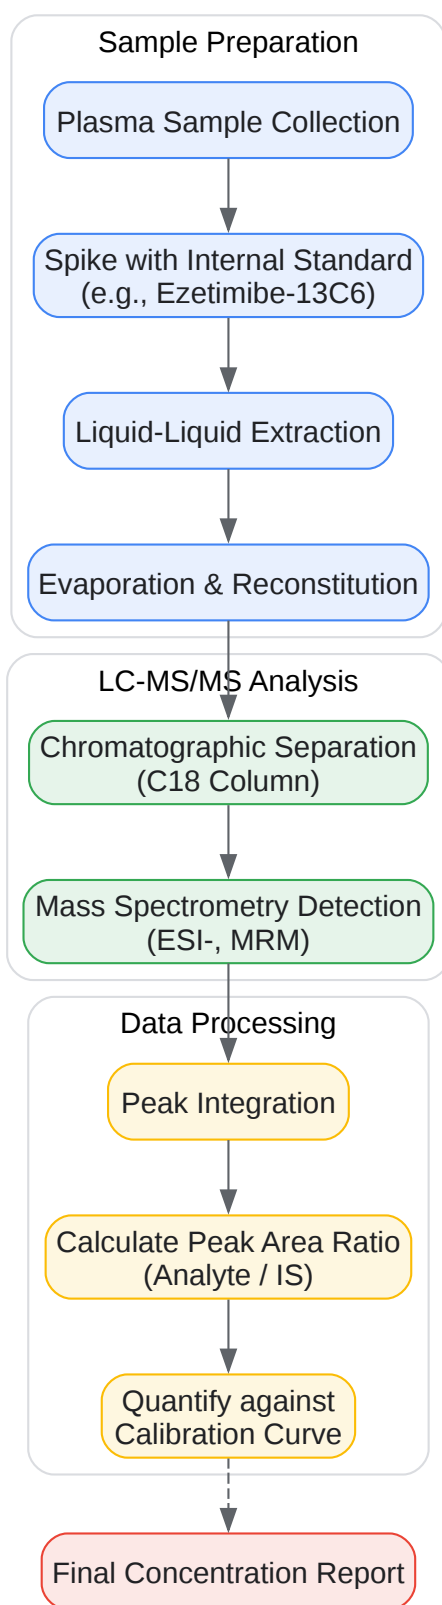 Sample Preparation
Plasma Sample Collection
Spike with Internal Standard
(e.g., Ezetimibe-13C6)
Liquid-Liquid Extraction
Evaporation & Reconstitution
LC-MS/MS Analysis
Chromatographic Separation
(C18 Column)
Mass Spectrometry Detection
(ESI-, MRM)
Data Processing
Peak Integration
Calculate Peak Area Ratio
(Analyte / IS)
Quantify against
Calibration Curve
Final Concentration Report